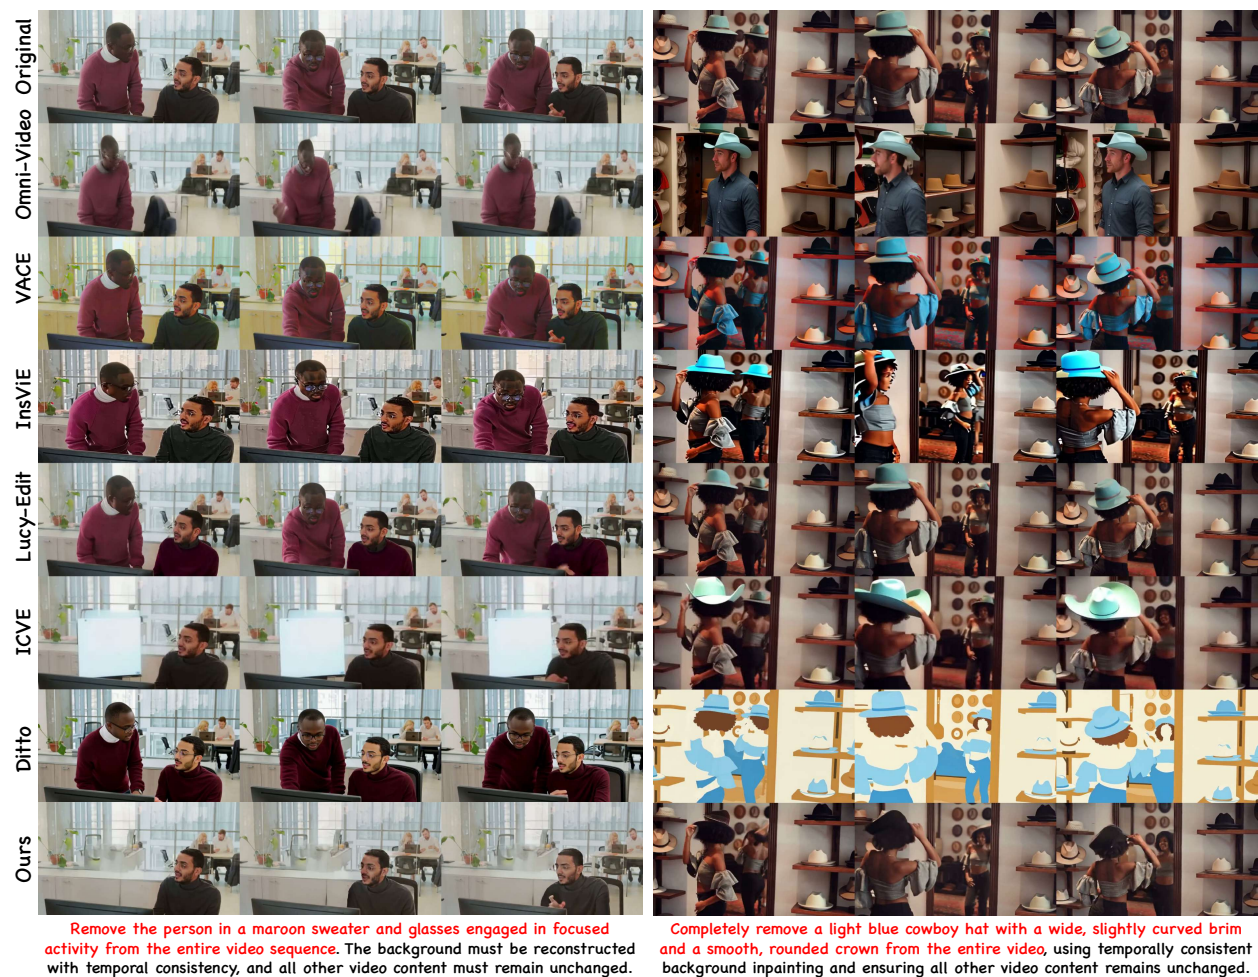 Original
Omni-Video
VACE
InsViE
Lucy-Edit
ICVE
Ditto
Ours
Remove the person in a maroon sweater and glasses engaged in focused
activity from the entire video sequence. The background must be reconstructed
with temporal consistency, and all other video content must remain unchanged.
Completely remove a light blue cowboy hat with a wide, slightly curved brim
and a smooth, rounded crown from the entire video, using temporally consistent
background inpainting and ensuring all other video content remains unchanged.